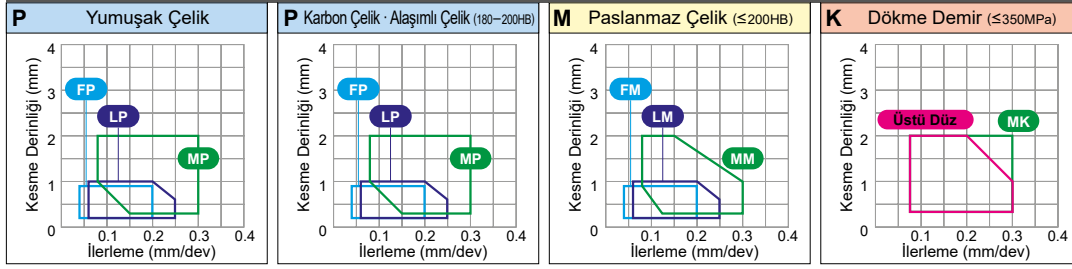 P Yumuşak Çelik
Kesme Derinliği (mm)
4
3
2
1
0
FP
LP
MP
0.1 0.2 0.3 0.4
İlerleme (mm/dev)
P Karbon Çelik · Alaşımlı Çelik (180−200HB)
Kesme Derinliği (mm)
4
3
2
1
0
FP
LP
MP
0.1 0.2 0.3 0.4
İlerleme (mm/dev)
M Paslanmaz Çelik (≤200HB)
Kesme Derinliği (mm)
4
3
2
1
0
FM
LM
MM
0.1 0.2 0.3 0.4
İlerleme (mm/dev)
K Dökme Demir (≤350MPa)
Kesme Derinliği (mm)
4
3
2
1
0
Üstü Düz
MK
0.1 0.2 0.3 0.4
İlerleme (mm/dev)